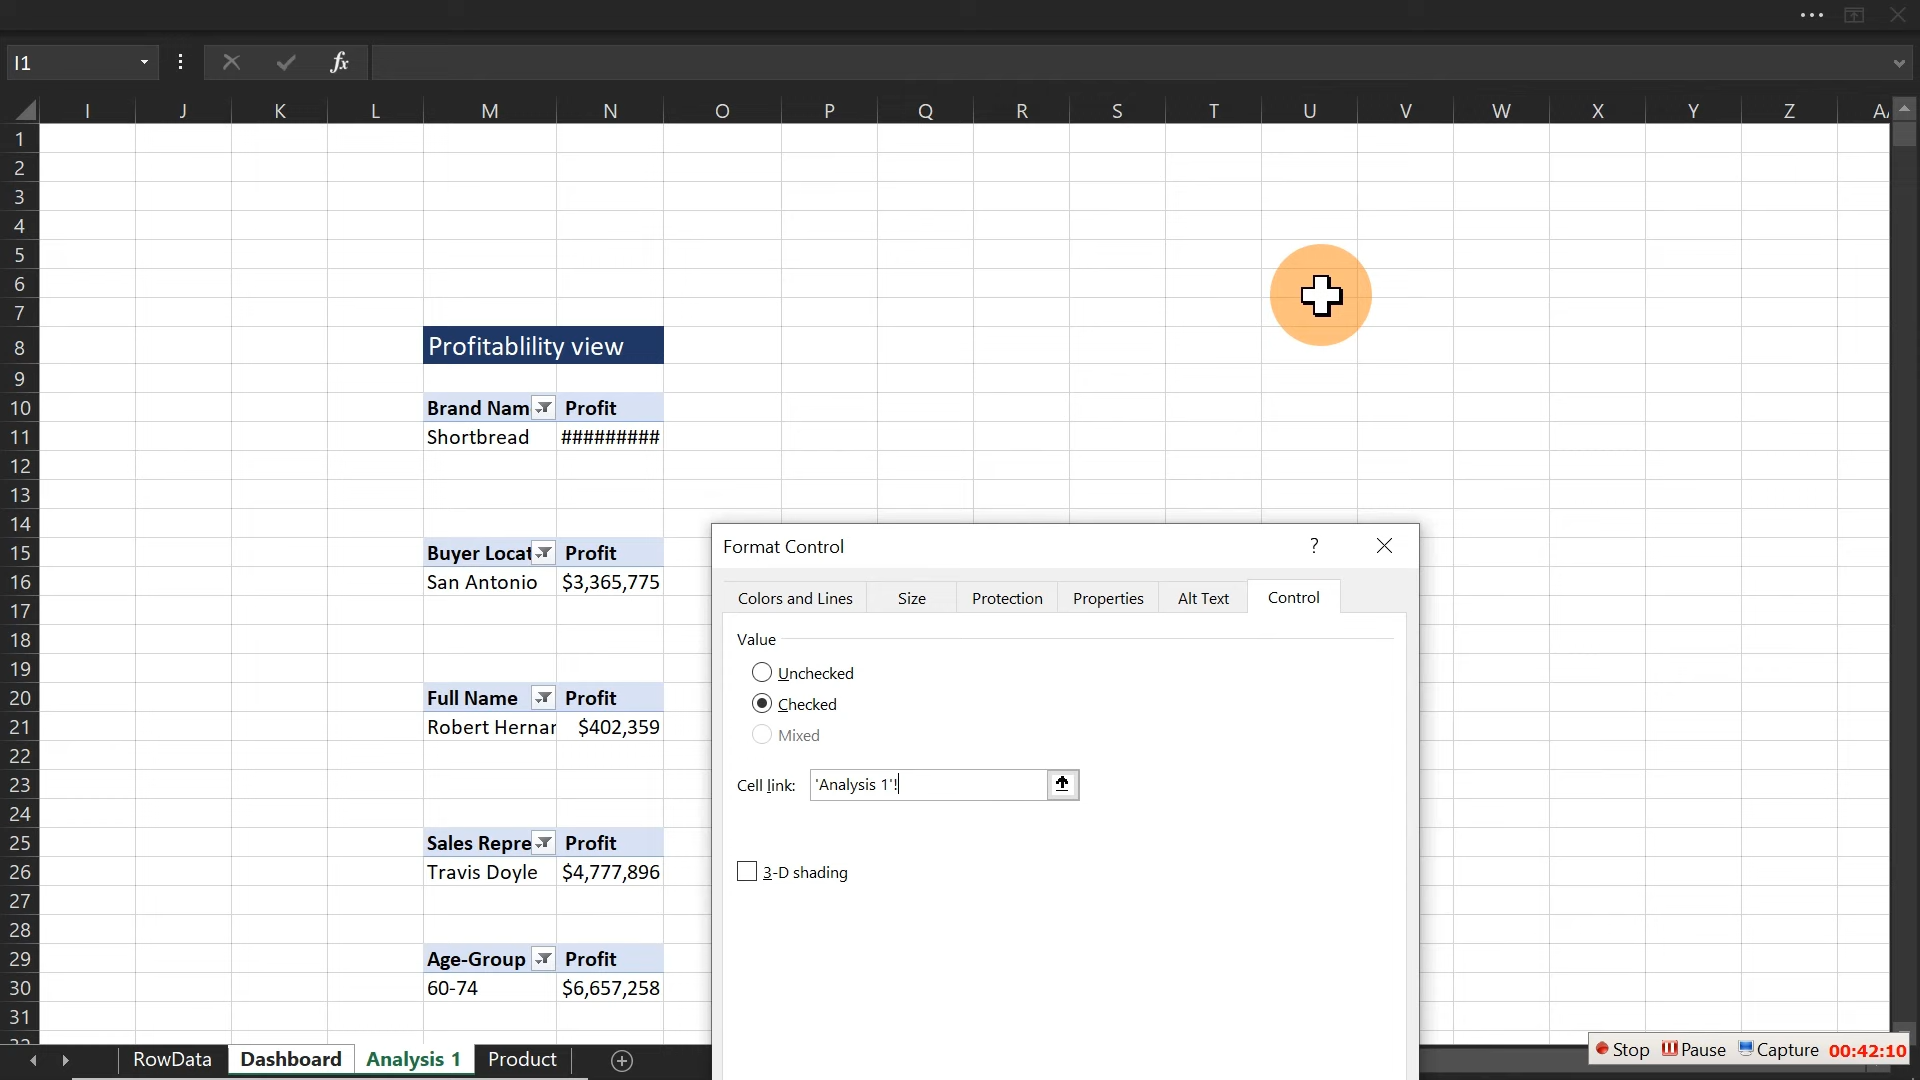 I1
fx
I J K L M N O P Q R S T U V W X Y Z
1
2
3
4
5
6
7
8 Profitablility view
9
10 Brand Nam Profit
11 Shortbread #########
12
13
14
15 Buyer Locat Profit
16 San Antonio $3,365,775
17
18
19
20 Full Name Profit
21 Robert Hernar $402,359
22
23
24
25 Sales Repre Profit
26 Travis Doyle $4,777,896
27
28
29 Age-Group Profit
30 60-74 $6,657,258
31
Format Control ?
Colors and Lines Size Protection Properties Alt Text Control
Value
Unchecked
Checked
Mixed
Cell link: 'Analysis 1'!
3-D shading
RowData Dashboard Analysis 1 Product
Stop Pause Capture 00:42:10